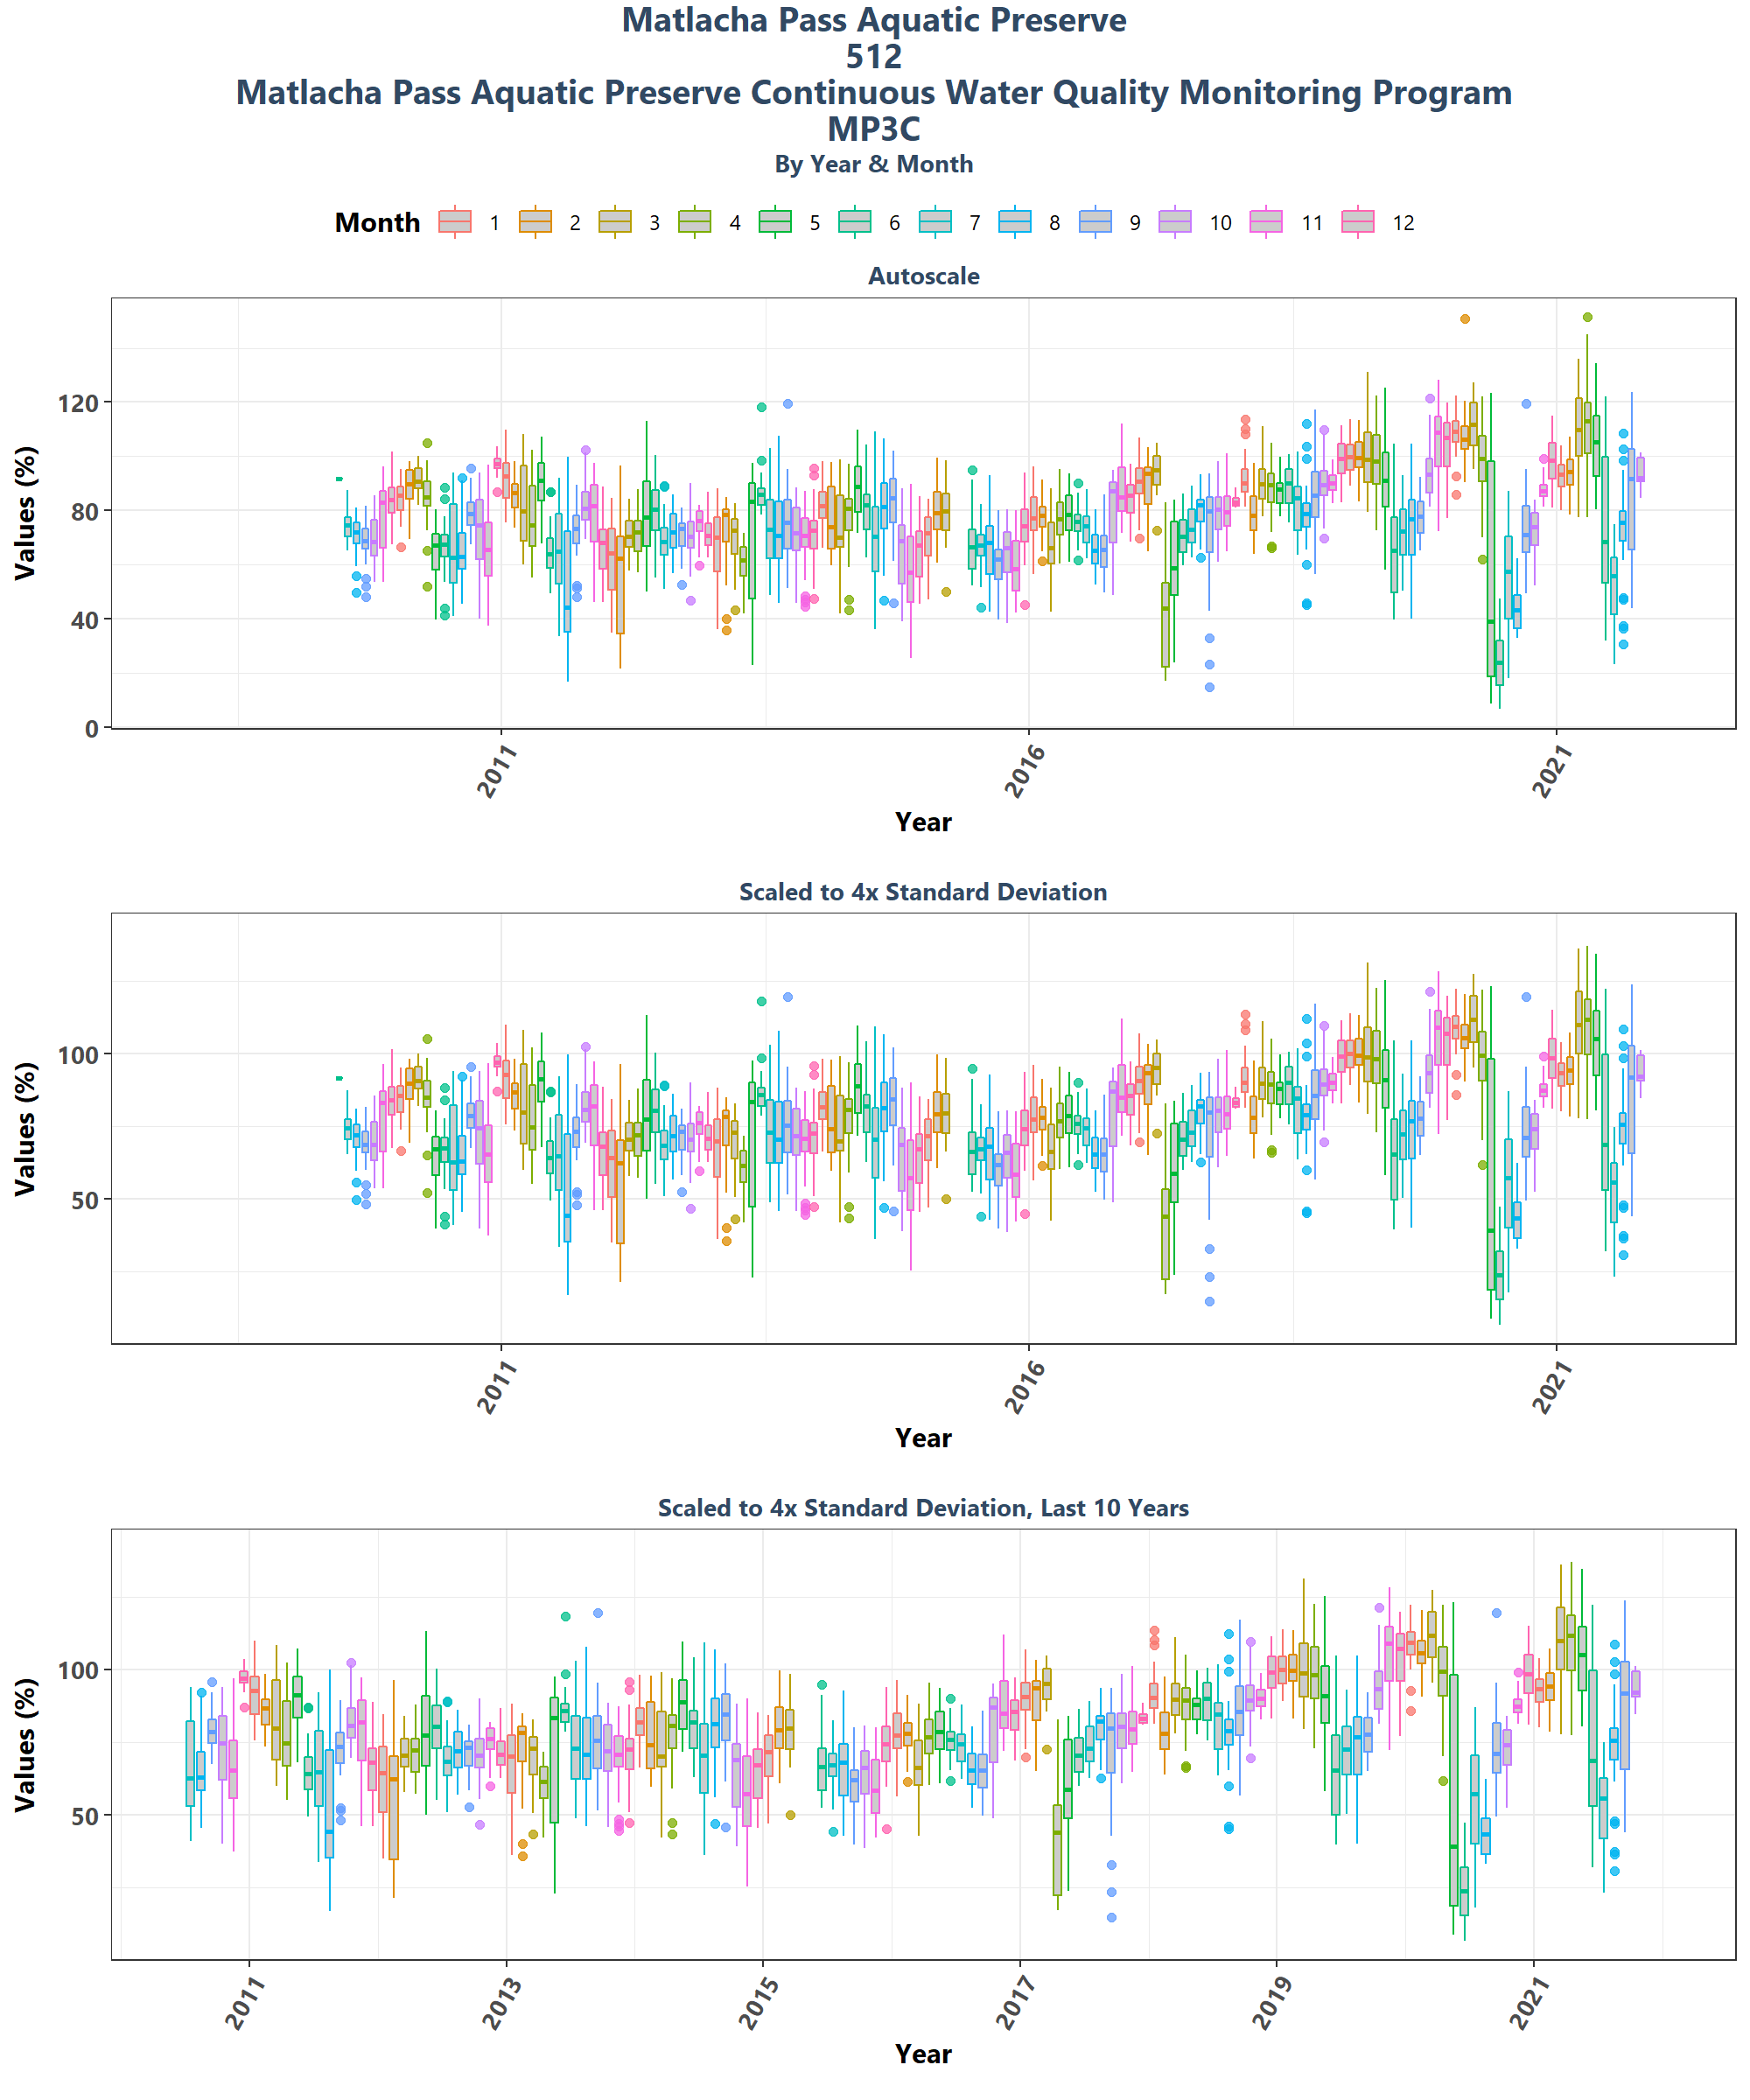 Matlacha Pass Aquatic Preserve
512
Matlacha Pass Aquatic Preserve Continuous Water Quality Monitoring Program
MP3C
By Year & Month
Month 1 2 3 4 5 6 7 8 9 10 11 12
Autoscale
Values (%)
120
80
40
0
2011 2016 2021
Year
Scaled to 4x Standard Deviation
Values (%)
100
50
2011 2016 2021
Year
Scaled to 4x Standard Deviation, Last 10 Years
Values (%)
100
50
2011 2013 2015 2017 2019 2021
Year